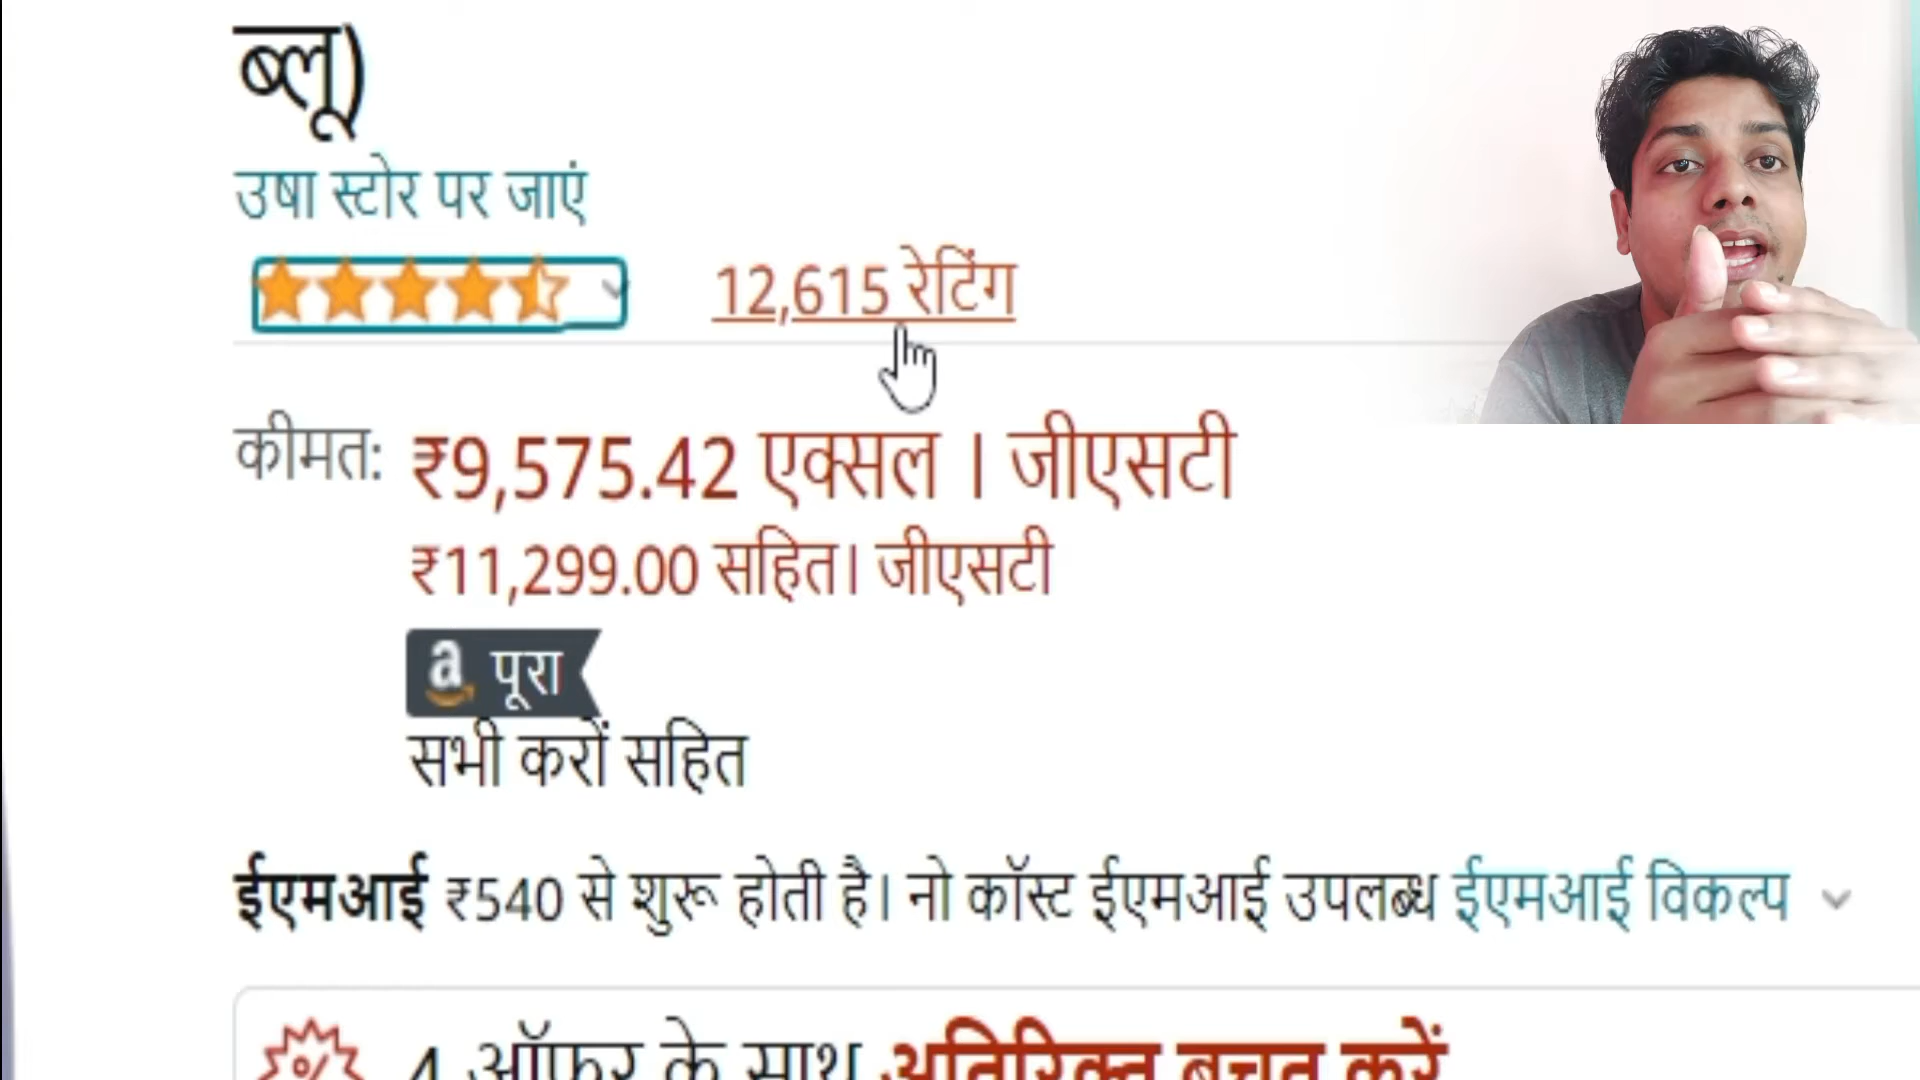 ब्लू)
उषा स्टोर पर जाएं
12,615 रेटिंग
कीमत: ₹9,575.42 एक्सल । जीएसटी
₹11,299.00 सहित। जीएसटी
a पूरा
सभी करों सहित
ईएमआई ₹540 से शुरू होती है। नो कॉस्ट ईएमआई उपलब्ध ईएमआई विकल्प
% 4 ऑफर के साथ अतिरिक्त बचत करें